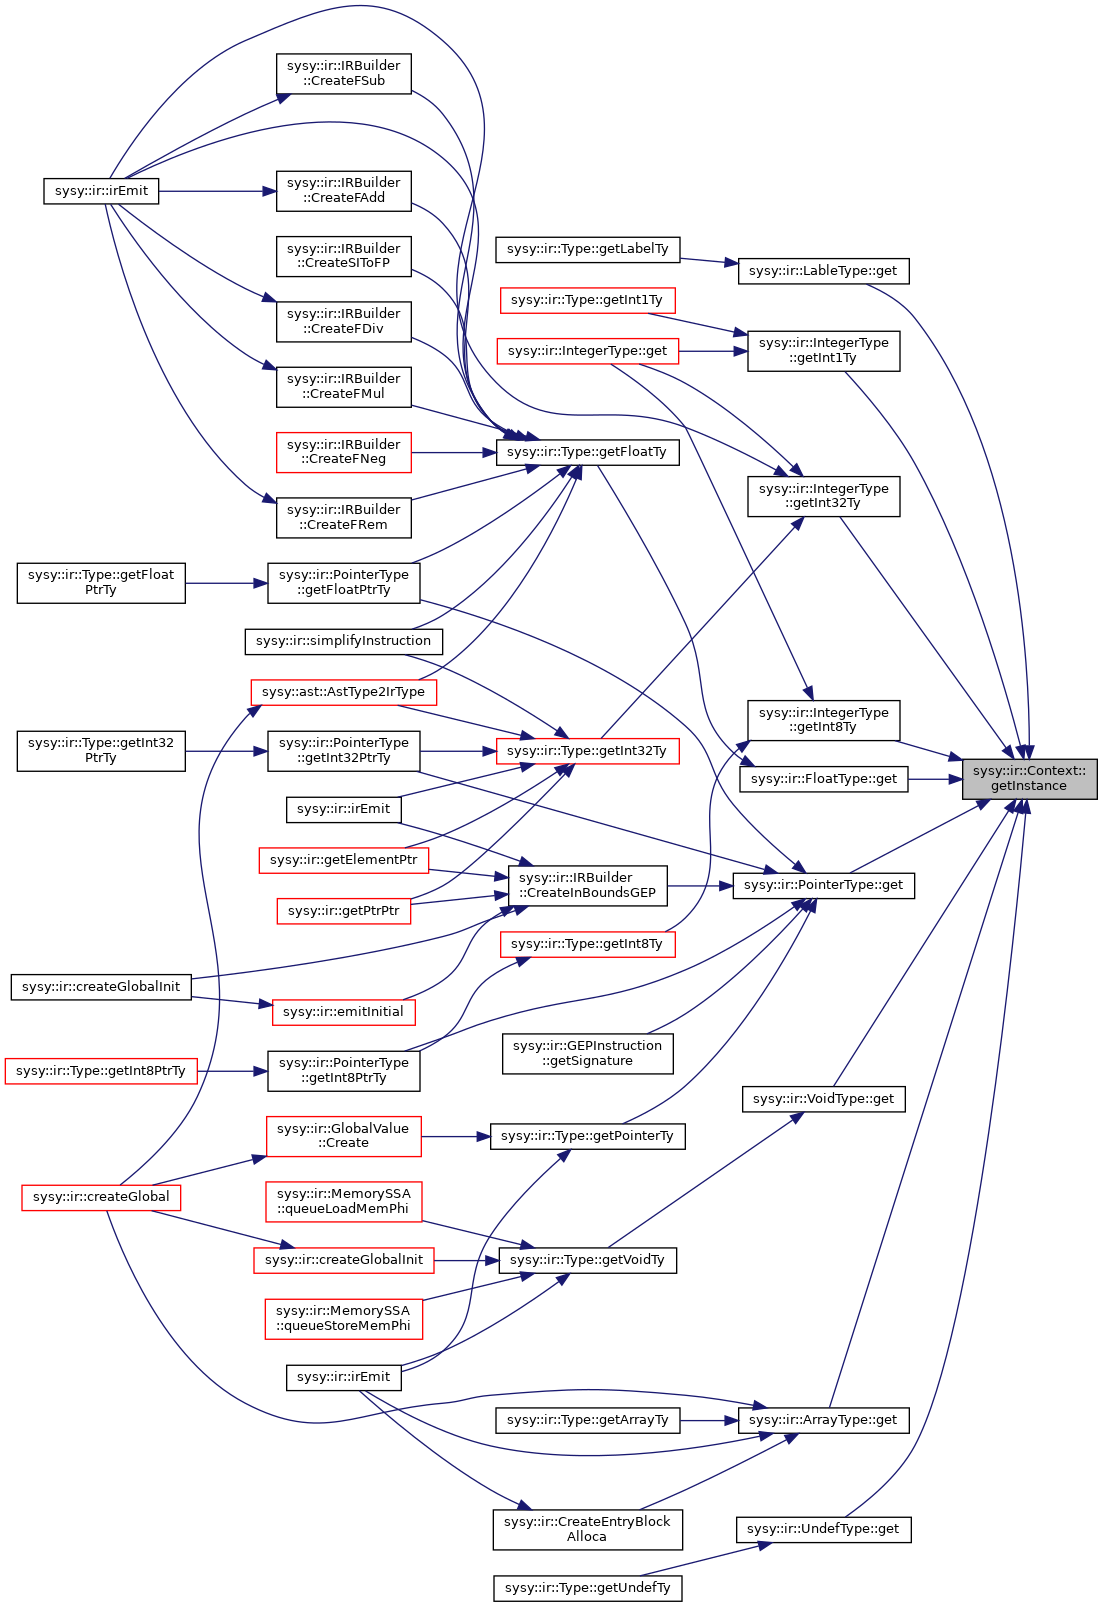 sysy::ir::IRBuilder
::CreateFSub
sysy::ir::irEmit
sysy::ir::IRBuilder
::CreateFAdd
sysy::ir::IRBuilder
::CreateSIToFP
sysy::ir::IRBuilder
::CreateFDiv
sysy::ir::IRBuilder
::CreateFMul
sysy::ir::IRBuilder
::CreateFNeg
sysy::ir::IRBuilder
::CreateFRem
sysy::ir::Type::getLabelTy
sysy::ir::LableType::get
sysy::ir::Type::getInt1Ty
sysy::ir::IntegerType
::getInt1Ty
sysy::ir::IntegerType::get
sysy::ir::Type::getFloatTy
sysy::ir::IntegerType
::getInt32Ty
sysy::ir::Type::getFloat
PtrTy
sysy::ir::PointerType
::getFloatPtrTy
sysy::ir::simplifyInstruction
sysy::ast::AstType2IrType
sysy::ir::IntegerType
::getInt8Ty
sysy::ir::Type::getInt32
PtrTy
sysy::ir::PointerType
::getInt32PtrTy
sysy::ir::Type::getInt32Ty
sysy::ir::FloatType::get
sysy::ir::Context::
getInstance
sysy::ir::irEmit
sysy::ir::getElementPtr
sysy::ir::IRBuilder
::CreateInBoundsGEP
sysy::ir::PointerType::get
sysy::ir::getPtrPtr
sysy::ir::Type::getInt8Ty
sysy::ir::createGlobalInit
sysy::ir::emitInitial
sysy::ir::GEPInstruction
::getSignature
sysy::ir::Type::getInt8PtrTy
sysy::ir::PointerType
::getInt8PtrTy
sysy::ir::VoidType::get
sysy::ir::GlobalValue
::Create
sysy::ir::Type::getPointerTy
sysy::ir::createGlobal
sysy::ir::MemorySSA
::queueLoadMemPhi
sysy::ir::createGlobalInit
sysy::ir::Type::getVoidTy
sysy::ir::MemorySSA
::queueStoreMemPhi
sysy::ir::irEmit
sysy::ir::Type::getArrayTy
sysy::ir::ArrayType::get
sysy::ir::CreateEntryBlock
Alloca
sysy::ir::UndefType::get
sysy::ir::Type::getUndefTy